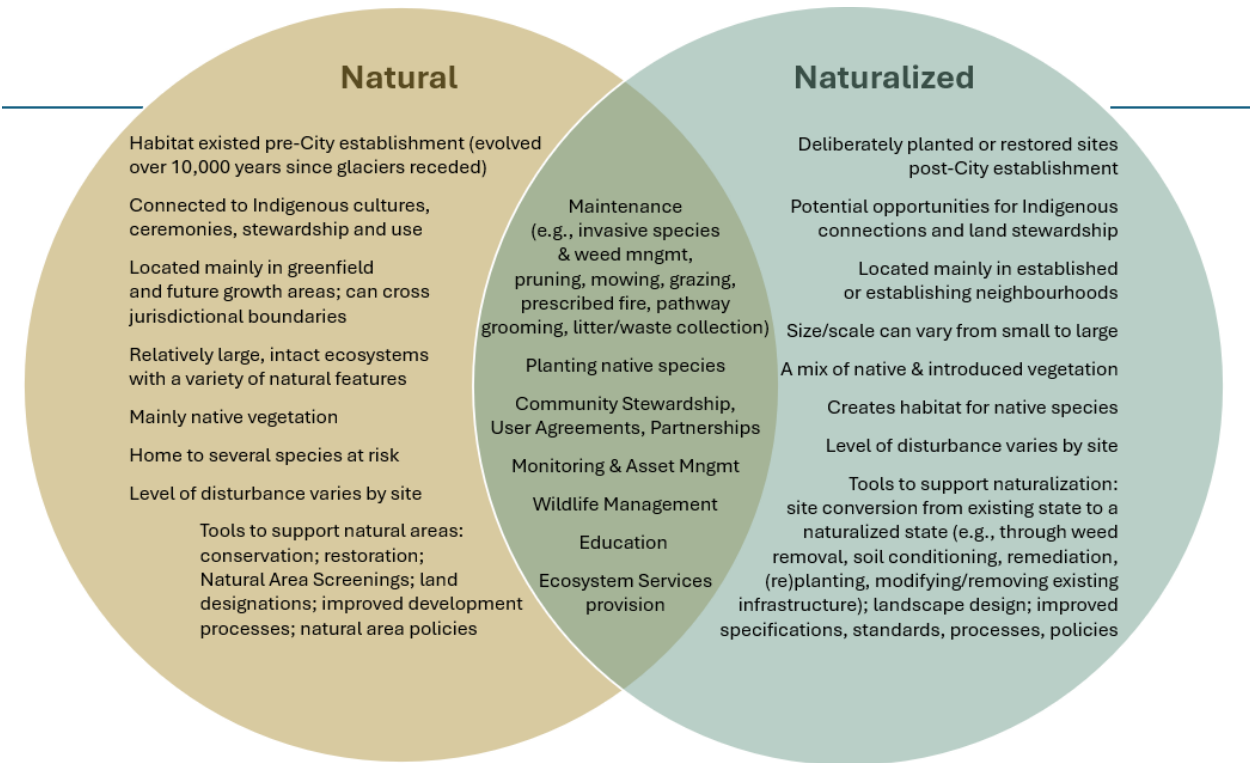 Natural
Habitat existed pre-City establishment (evolved
over 10,000 years since glaciers receded)
Connected to Indigenous cultures,
ceremonies, stewardship and use
Located mainly in greenfield
and future growth areas; can cross
jurisdictional boundaries
Relatively large, intact ecosystems
with a variety of natural features
Mainly native vegetation
Home to several species at risk
Level of disturbance varies by site
Tools to support natural areas:
conservation; restoration;
Natural Area Screenings; land
designations; improved development
processes; natural area policies
Maintenance
(e.g., invasive species
& weed mngmt,
pruning, mowing, grazing,
prescribed fire, pathway
grooming, litter/waste collection)
Planting native species
Community Stewardship,
User Agreements, Partnerships
Monitoring & Asset Mngmt
Wildlife Management
Education
Ecosystem Services
provision
Naturalized
Deliberately planted or restored sites
post-City establishment
Potential opportunities for Indigenous
connections and land stewardship
Located mainly in established
or establishing neighbourhoods
Size/scale can vary from small to large
A mix of native & introduced vegetation
Creates habitat for native species
Level of disturbance varies by site
Tools to support naturalization:
site conversion from existing state to a
naturalized state (e.g., through weed
removal, soil conditioning, remediation,
(re)planting, modifying/removing existing
infrastructure); landscape design; improved
specifications, standards, processes, policies